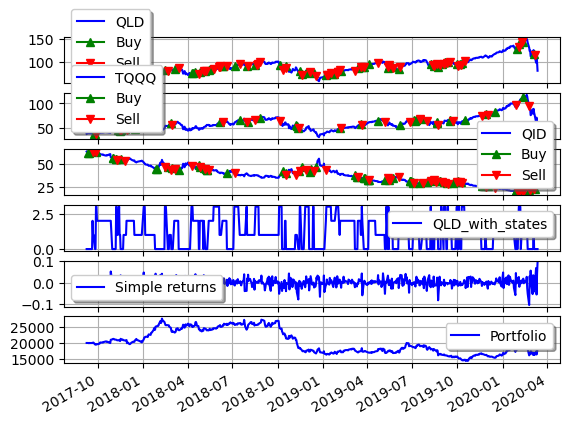 QLD
Buy
Sell
150
100
TQQQ
Buy
Sell
100
50
QID
Buy
Sell
50
25
QLD_with_states
2.5
0.0
Simple returns
0.1
0.0
−0.1
Portfolio
25000
20000
15000
2017-10
2018-01
2018-04
2018-07
2018-10
2019-01
2019-04
2019-07
2019-10
2020-01
2020-04